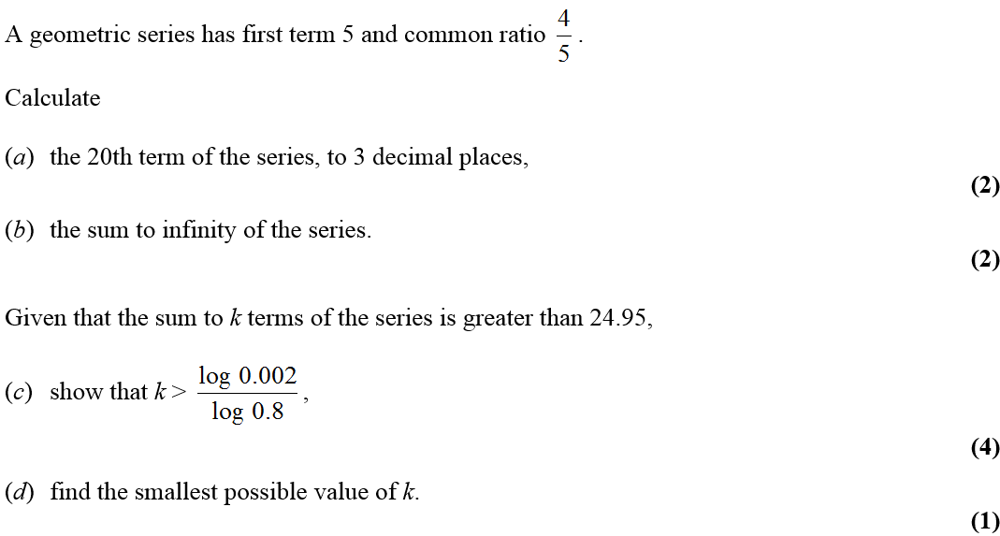 A geometric series has first term 5 and common ratio 4/5 .
Calculate
(a) the 20th term of the series, to 3 decimal places,
(2)
(b) the sum to infinity of the series.
(2)
Given that the sum to k terms of the series is greater than 24.95,
(c) show that k > log 0.002 / log 0.8 ,
(4)
(d) find the smallest possible value of k.
(1)